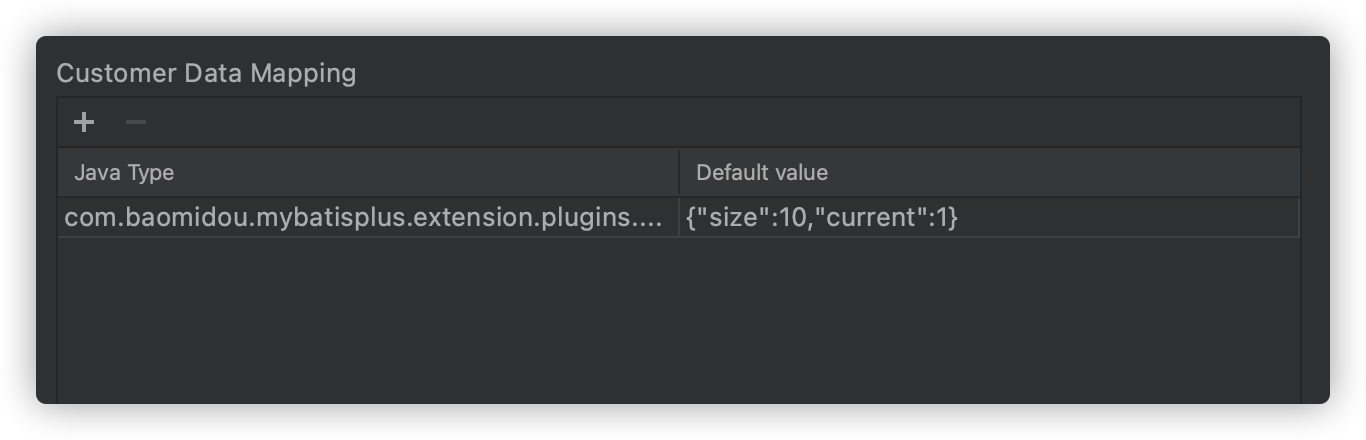 Customer Data Mapping
Java Type Default value
com.baomidou.mybatisplus.extension.plugins.... {"size":10,"current":1}